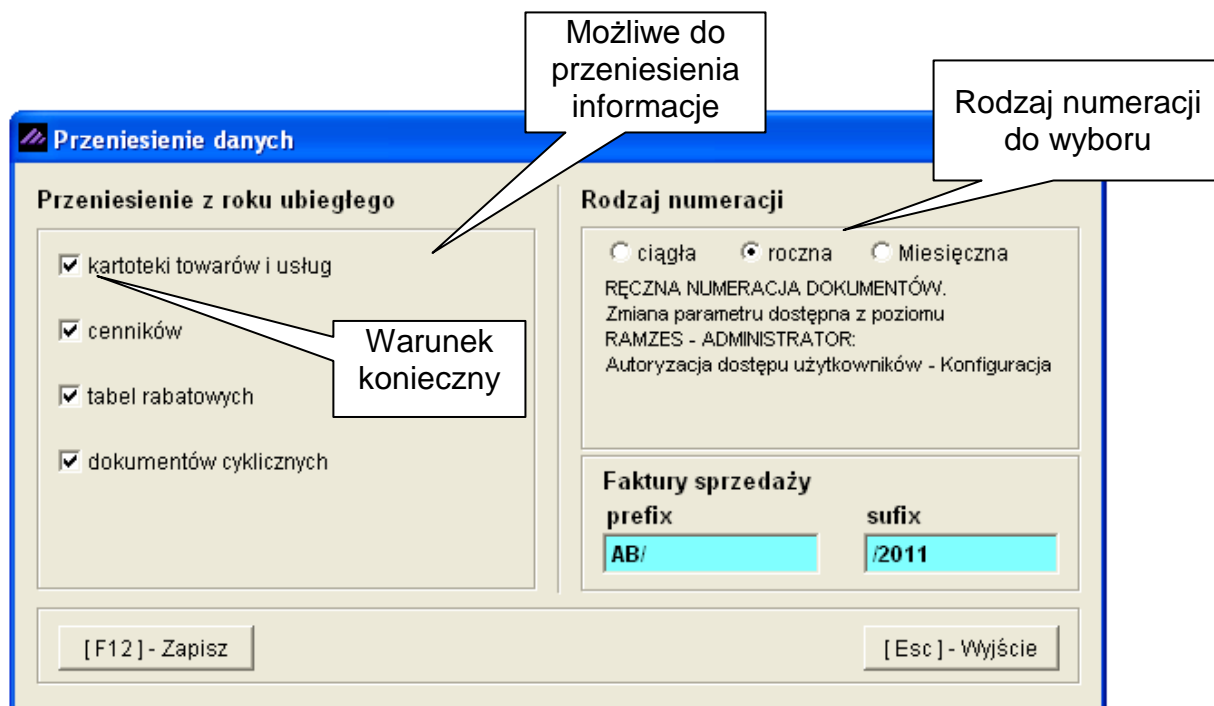 Możliwe do
przeniesienia
informacje
Rodzaj numeracji
do wyboru
Przeniesienie danych
Przeniesienie z roku ubiegłego
kartoteki towarów i usług
cenników
tabel rabatowych
dokumentów cyklicznych
Warunek
konieczny
Rodzaj numeracji
ciągła roczna Miesięczna
RĘCZNA NUMERACJA DOKUMENTÓW.
Zmiana parametru dostępna z poziomu
RAMZES - ADMINISTRATOR:
Autoryzacja dostępu użytkowników - Konfiguracja
Faktury sprzedaży
prefix sufix
AB/ /2011
[ F12 ] - Zapisz [ Esc ] - Wyjście